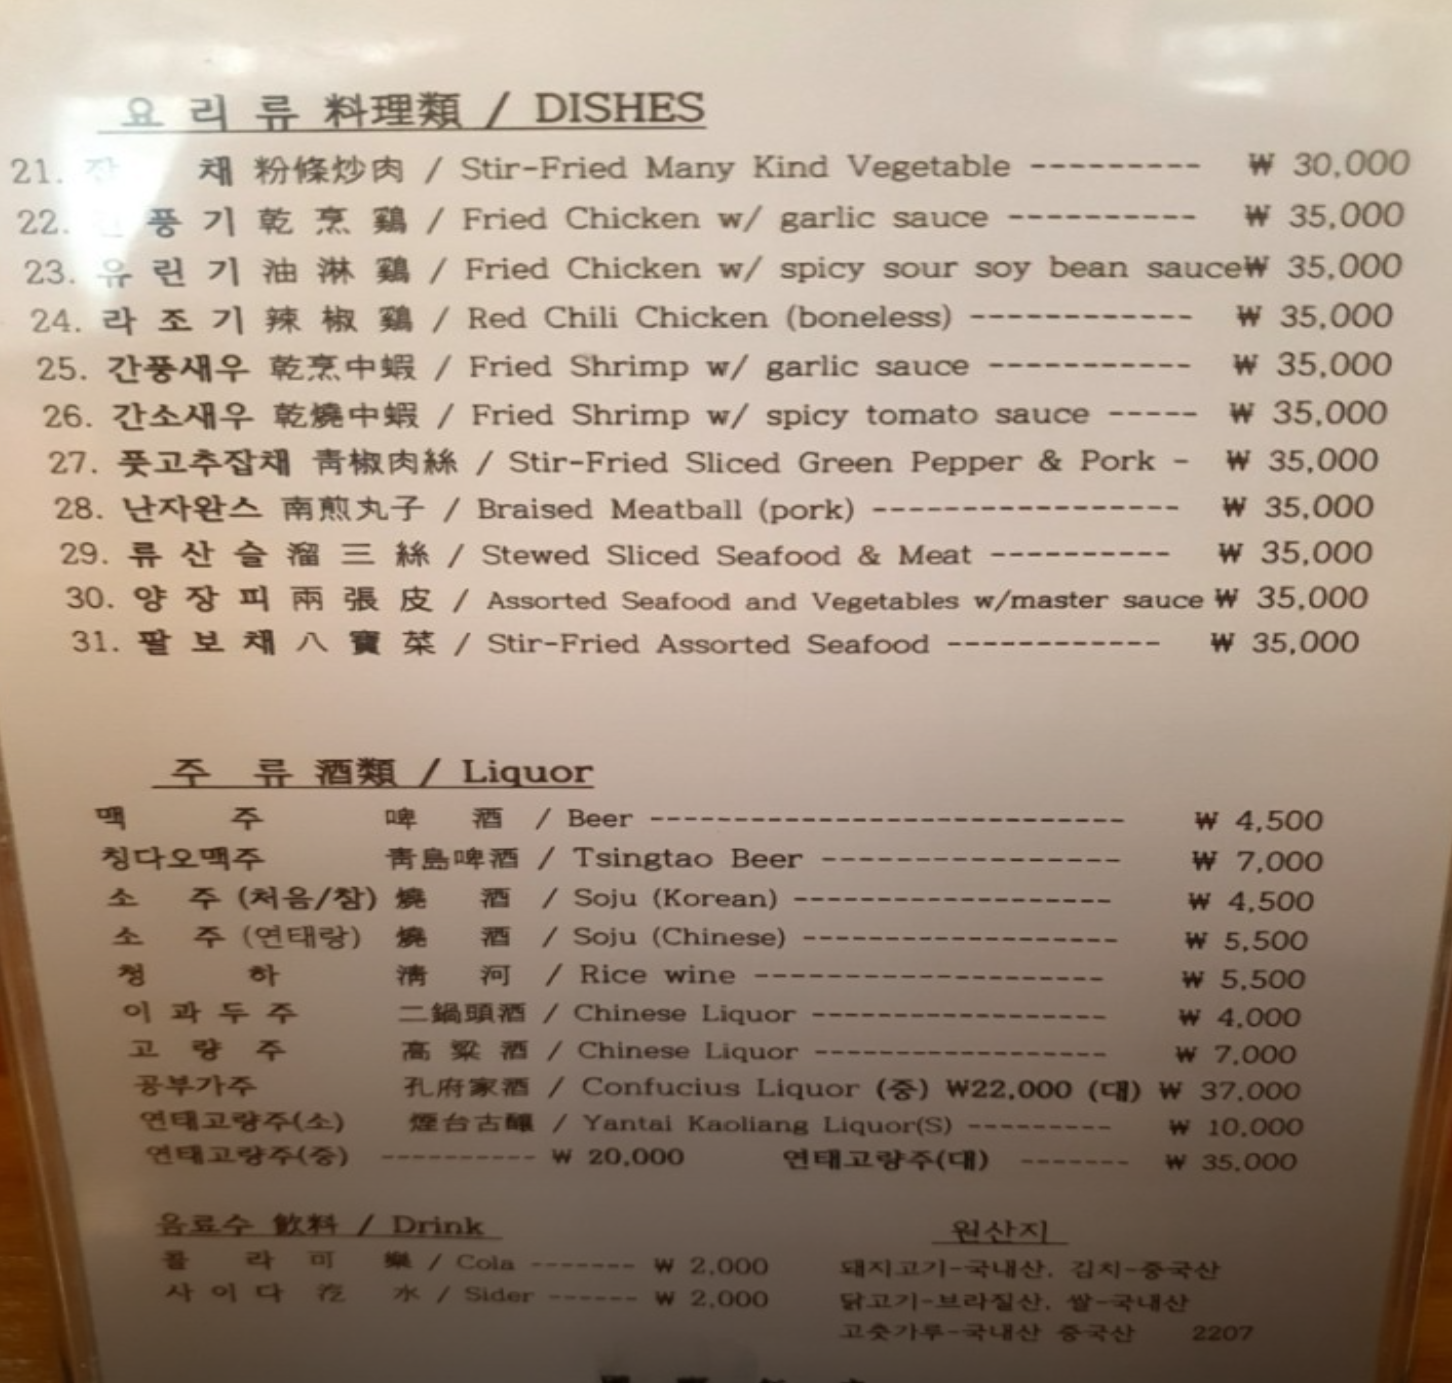 요 리 류 料理類 / DISHES
21. 잡 채 粉條炒肉 / Stir-Fried Many Kind Vegetable --------- ₩ 30,000
22. 풍 기 乾 烹 鷄 / Fried Chicken w/ garlic sauce ---------- ₩ 35,000
23. 유 린 기 油 淋 鷄 / Fried Chicken w/ spicy sour soy bean sauce₩ 35,000
24. 라 조 기 辣 椒 鷄 / Red Chili Chicken (boneless) ------------ ₩ 35,000
25. 간풍새우 乾烹中蝦 / Fried Shrimp w/ garlic sauce ----------- ₩ 35,000
26. 간소새우 乾燒中蝦 / Fried Shrimp w/ spicy tomato sauce ----- ₩ 35,000
27. 풋고추잡채 靑椒肉絲 / Stir-Fried Sliced Green Pepper & Pork - ₩ 35,000
28. 난자완스 南煎丸子 / Braised Meatball (pork) ----------------- ₩ 35,000
29. 류 산 슬 溜 三 絲 / Stewed Sliced Seafood & Meat ---------- ₩ 35,000
30. 양 장 피 兩 張 皮 / Assorted Seafood and Vegetables w/master sauce ₩ 35,000
31. 팔 보 채 八 寶 菜 / Stir-Fried Assorted Seafood ------------ ₩ 35,000
주 류 酒類 / Liquor
맥 주 啤 酒 / Beer ---------------------------- ₩ 4,500
칭다오맥주 靑島啤酒 / Tsingtao Beer ------------------ ₩ 7,000
소 주 (처음/참) 燒 酒 / Soju (Korean) ------------------- ₩ 4,500
소 주 (연태랑) 燒 酒 / Soju (Chinese) ------------------- ₩ 5,500
청 하 淸 河 / Rice wine --------------------- ₩ 5,500
이 과 두 주 二鍋頭酒 / Chinese Liquor ------------------ ₩ 4,000
고 량 주 高 粱 酒 / Chinese Liquor ------------------ ₩ 7,000
공부가주 孔府家酒 / Confucius Liquor (중) ₩22,000 (대) ₩ 37,000
연태고량주(소) 煙台古釀 / Yantai Kaoliang Liquor(S) --------- ₩ 10,000
연태고량주(중) ---------- ₩ 20,000 연태고량주(대) ------- ₩ 35,000
음료수 飮料 / Drink
콜 라 可 樂 / Cola ------- ₩ 2,000
사 이 다 汽 水 / Sider ------ ₩ 2,000
원산지
돼지고기-국내산, 김치-중국산
닭고기-브라질산, 쌀-국내산
고춧가루-국내산 중국산 2207